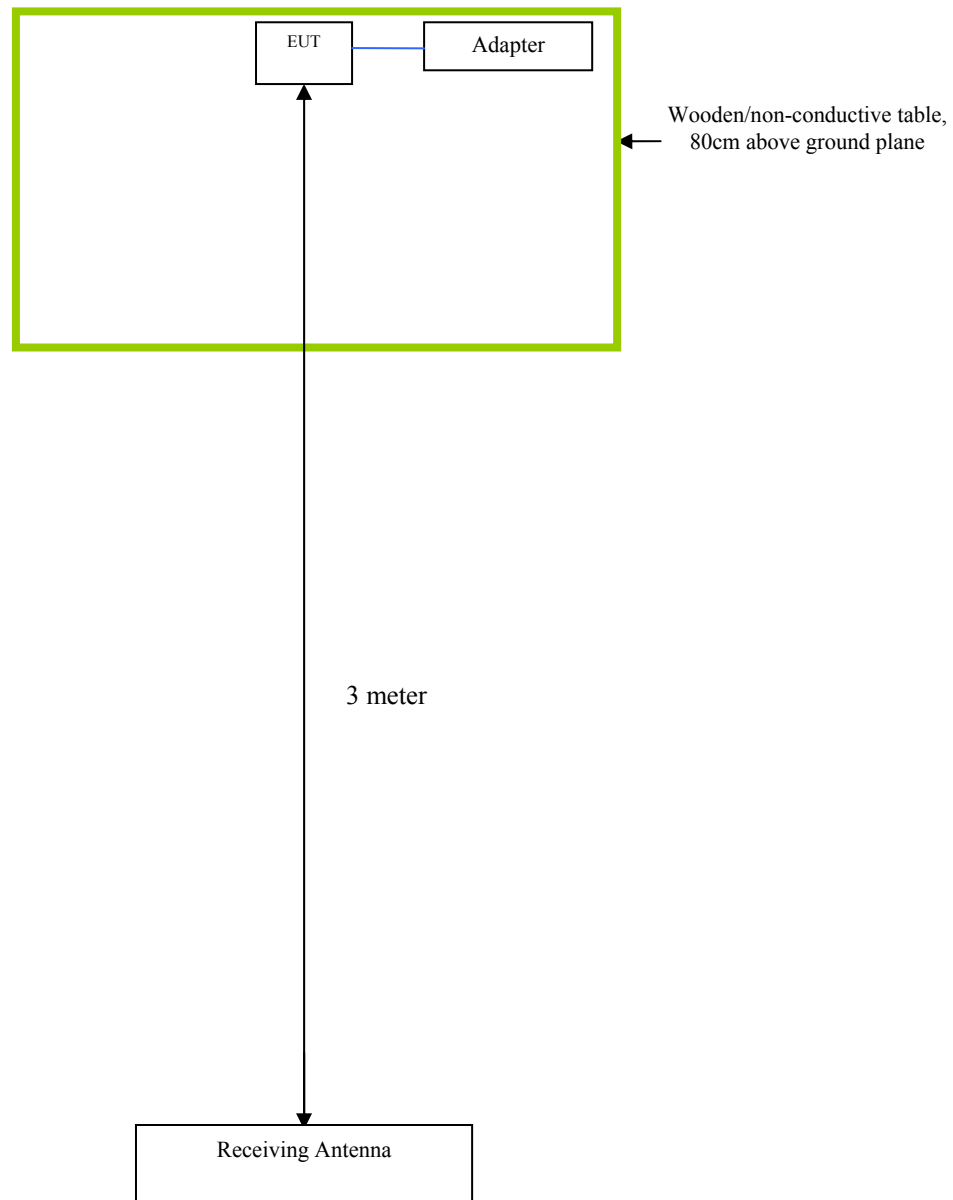 EUT
Adapter
Wooden/non-conductive table,
80cm above ground plane
3 meter
Receiving Antenna